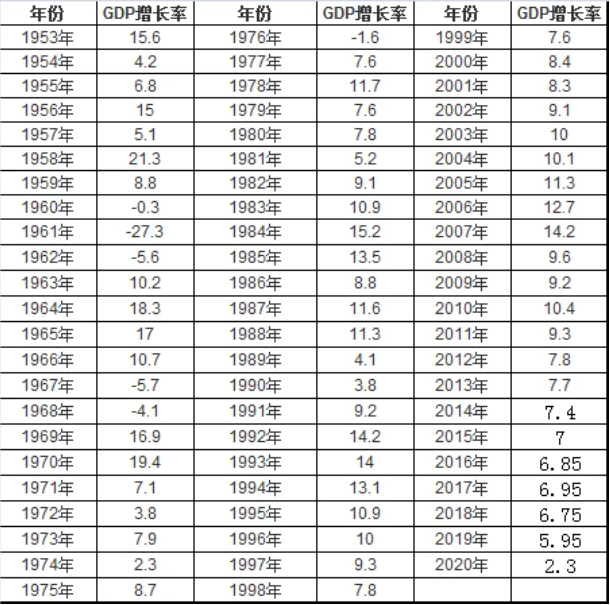 年份 GDP增长率 年份 GDP增长率 年份 GDP增长率
1953年 15.6 1976年 -1.6 1999年 7.6
1954年 4.2 1977年 7.6 2000年 8.4
1955年 6.8 1978年 11.7 2001年 8.3
1956年 15 1979年 7.6 2002年 9.1
1957年 5.1 1980年 7.8 2003年 10
1958年 21.3 1981年 5.2 2004年 10.1
1959年 8.8 1982年 9.1 2005年 11.3
1960年 -0.3 1983年 10.9 2006年 12.7
1961年 -27.3 1984年 15.2 2007年 14.2
1962年 -5.6 1985年 13.5 2008年 9.6
1963年 10.2 1986年 8.8 2009年 9.2
1964年 18.3 1987年 11.6 2010年 10.4
1965年 17 1988年 11.3 2011年 9.3
1966年 10.7 1989年 4.1 2012年 7.8
1967年 -5.7 1990年 3.8 2013年 7.7
1968年 -4.1 1991年 9.2 2014年 7.4
1969年 16.9 1992年 14.2 2015年 7
1970年 19.4 1993年 14 2016年 6.85
1971年 7.1 1994年 13.1 2017年 6.95
1972年 3.8 1995年 10.9 2018年 6.75
1973年 7.9 1996年 10 2019年 5.95
1974年 2.3 1997年 9.3 2020年 2.3
1975年 8.7 1998年 7.8